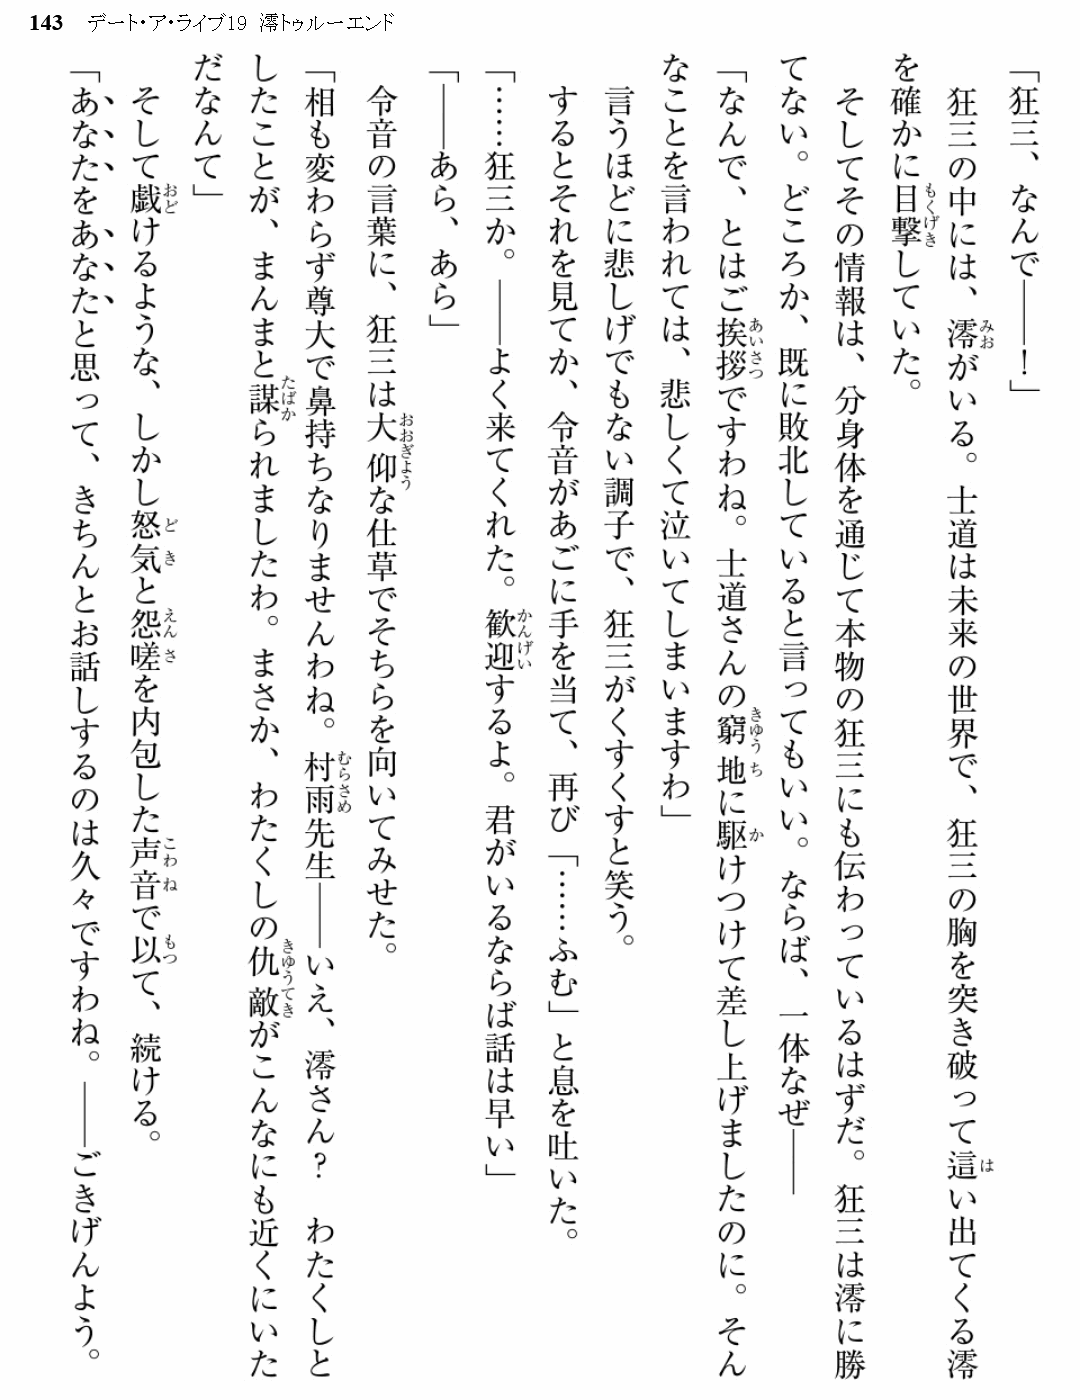 143 デート・ア・ライブ19 澪トゥルーエンド
「狂三、なんで――！」
　狂三の中には、澪がいる。士道は未来の世界で、狂三の胸を突き破って這い出てくる澪
を確かに目撃していた。
　そしてその情報は、分身体を通じて本物の狂三にも伝わっているはずだ。狂三は澪に勝
てない。どころか、既に敗北していると言ってもいい。ならば、一体なぜ――
「なんで、とはご挨拶ですわね。士道さんの窮地に駆けつけて差し上げましたのに。そん
なことを言われては、悲しくて泣いてしまいますわ」
　言うほどに悲しげでもない調子で、狂三がくすくすと笑う。
　するとそれを見てか、令音があごに手を当て、再び「……ふむ」と息を吐いた。
「……狂三か。――よく来てくれた。歓迎するよ。君がいるならば話は早い」
「――あら、あら」
　令音の言葉に、狂三は大仰な仕草でそちらを向いてみせた。
「相も変わらず尊大で鼻持ちなりませんわね。村雨先生――いえ、澪さん？　わたくしと
したことが、まんまと謀られましたわ。まさか、わたくしの仇敵がこんなにも近くにいた
だなんて」
　そして戯けるような、しかし怒気と怨嗟を内包した声音で以て、続ける。
「あなたをあなたと思って、きちんとお話しするのは久々ですわね。――ごきげんよう。